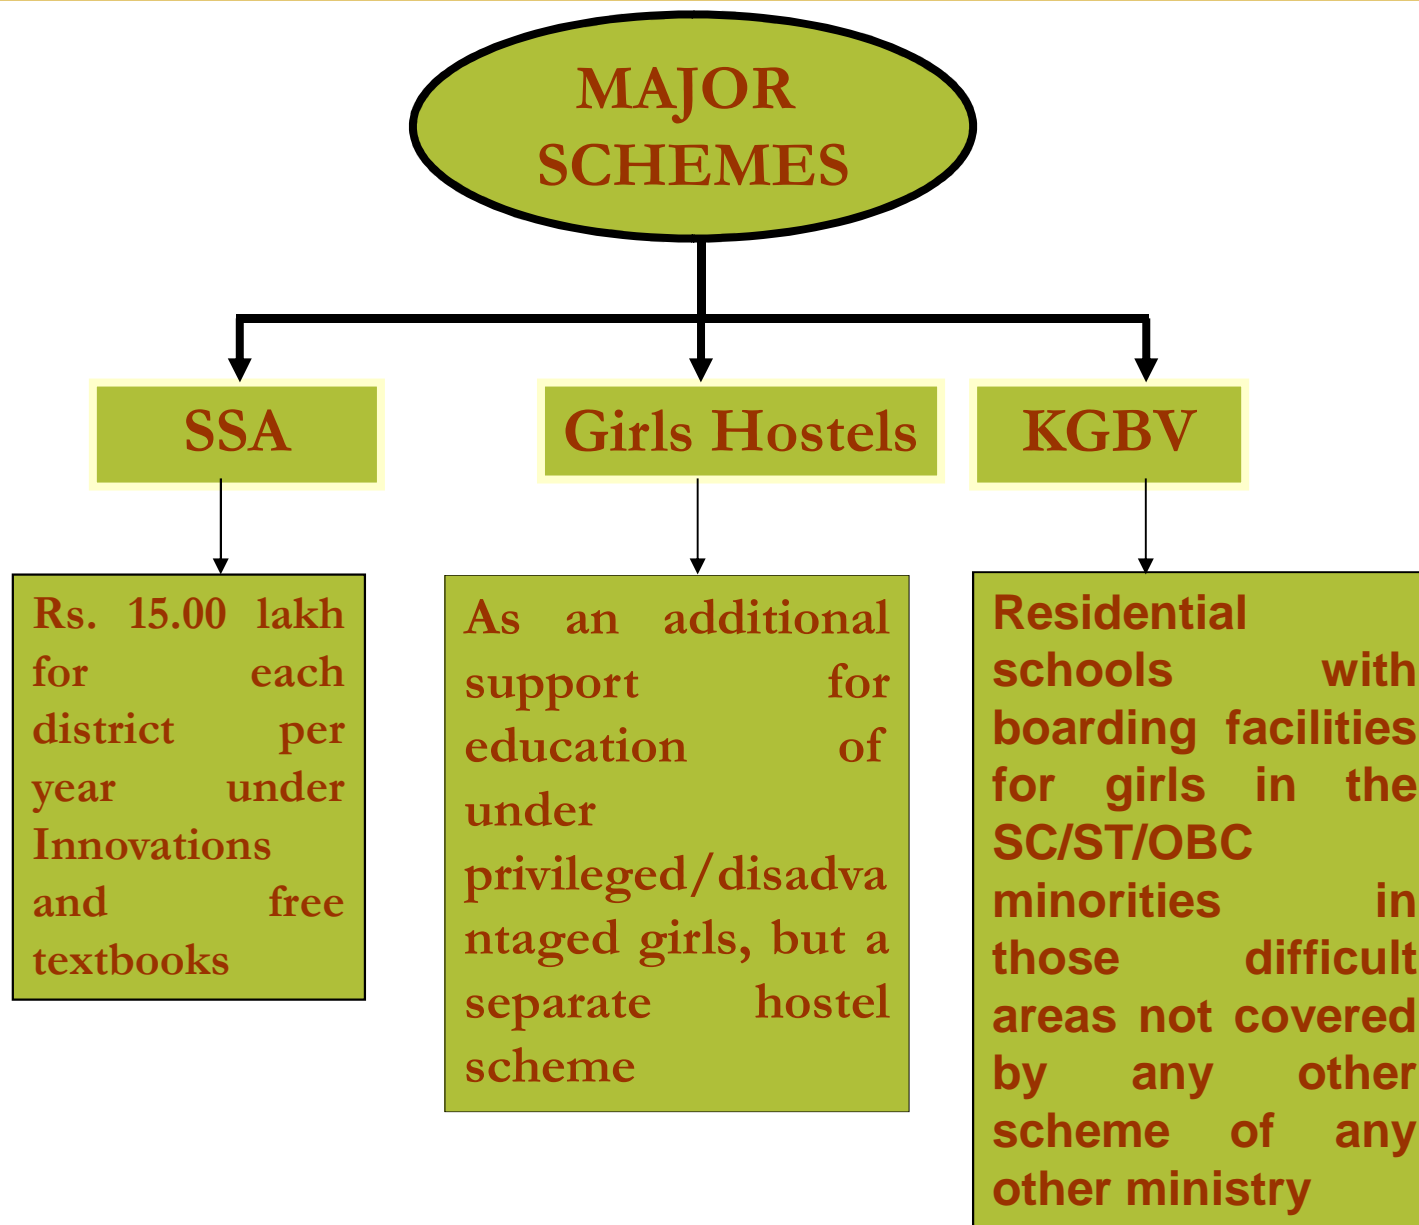 MAJOR
SCHEMES
SSA
Girls Hostels
KGBV
Rs. 15.00 lakh
for each
district per
year under
Innovations
and free
textbooks
As an additional
support for
education of
under
privileged/disadva
ntaged girls, but a
separate hostel
scheme
Residential
schools with
boarding facilities
for girls in the
SC/ST/OBC
minorities in
those difficult
areas not covered
by any other
scheme of any
other ministry